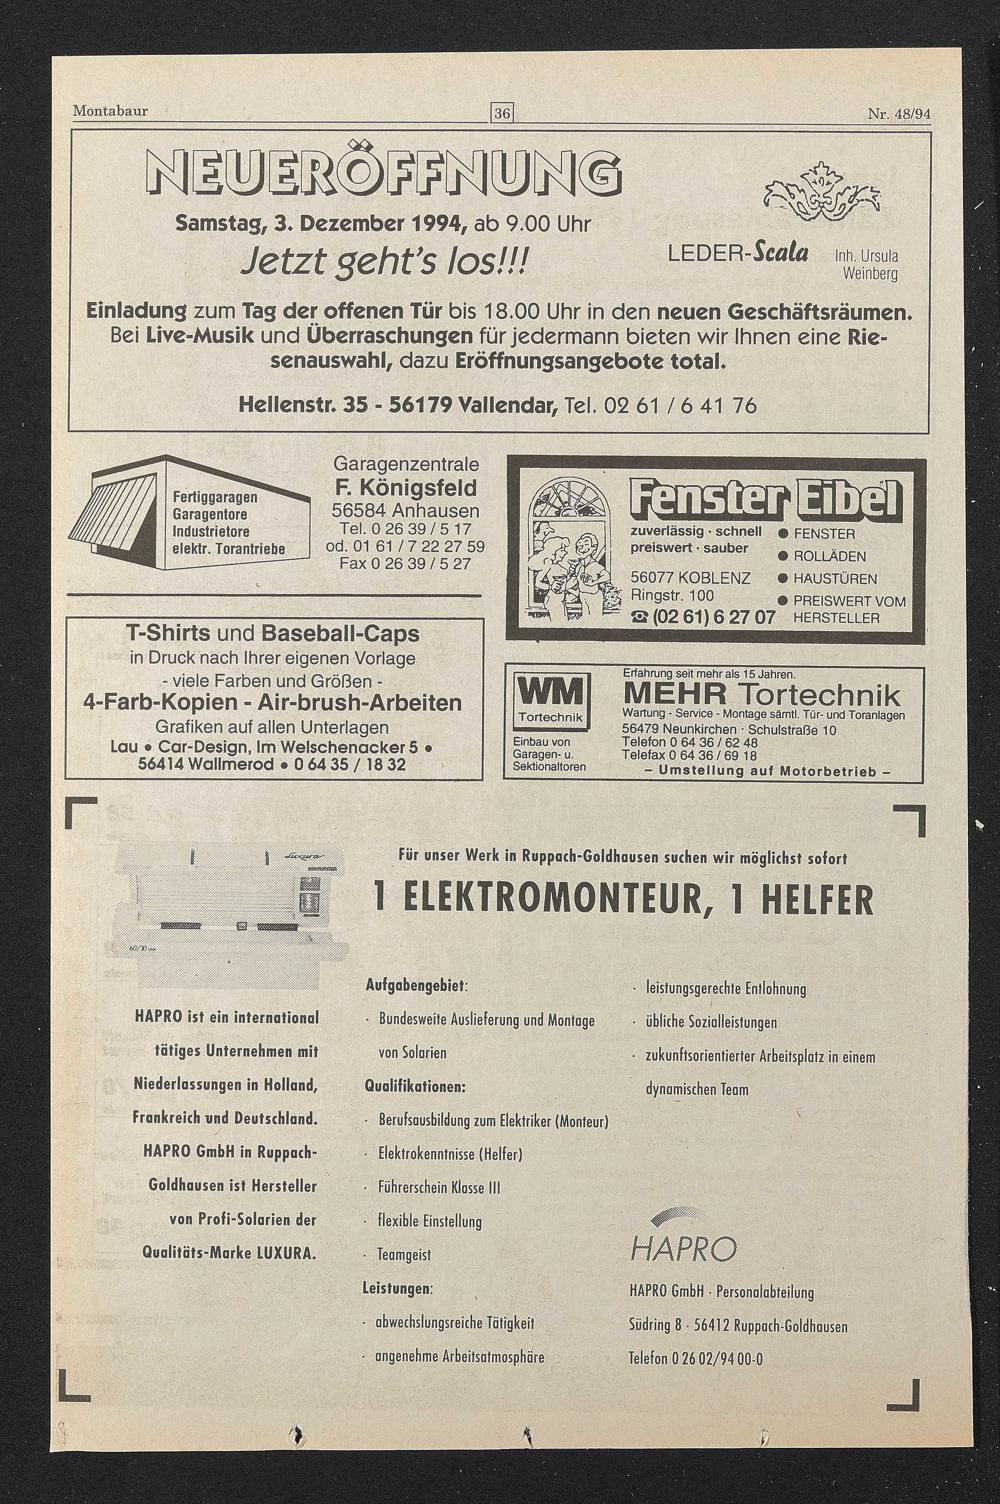 Montabaur
36
Nr. 48/94
NEUERÖFFNUNG
Samstag, 3. Dezember 1994, ab 9.00 Uhr
Jetzt geht's los!!!
LEDER-Scala
Inh. Ursula
Weinberg
Einladung zum Tag der offenen Tür bis 18.00 Uhr in den neuen Geschäftsräumen.
Bei Live-Musik und Überraschungen für jedermann bieten wir Ihnen eine Rie-
senauswahl, dazu Eröffnungsangebote total.
Hellenstr. 35 - 56179 Vallendar, Tel. 02 61 / 6 41 76
Fertiggaragen
Garagentore
Industrietore
elektr. Torantriebe
Garagenzentrale
F. Königsfeld
56584 Anhausen
Tel. 0 26 39 / 5 17
od. 01 61 / 7 22 27 59
Fax 0 26 39 / 5 27
Fenster Eibel
zuverlässig · schnell
preiswert · sauber
56077 KOBLENZ
Ringstr. 100
☎ (02 61) 6 27 07
● FENSTER
● ROLLÄDEN
● HAUSTÜREN
● PREISWERT VOM
HERSTELLER
T-Shirts und Baseball-Caps
in Druck nach Ihrer eigenen Vorlage
- viele Farben und Größen -
4-Farb-Kopien - Air-brush-Arbeiten
Grafiken auf allen Unterlagen
Lau ● Car-Design, Im Welschenacker 5 ●
56414 Wallmerod ● 0 64 35 / 18 32
WM
Tortechnik
Einbau von
Garagen- u.
Sektionaltoren
Erfahrung seit mehr als 15 Jahren.
MEHR Tortechnik
Wartung - Service - Montage sämtl. Tür- und Toranlagen
56479 Neunkirchen · Schulstraße 10
Telefon 0 64 36 / 62 48
Telefax 0 64 36 / 69 18
– Umstellung auf Motorbetrieb –
Luxura
60/10
Für unser Werk in Ruppach-Goldhausen suchen wir möglichst sofort
1 ELEKTROMONTEUR, 1 HELFER
HAPRO ist ein international
tätiges Unternehmen mit
Niederlassungen in Holland,
Frankreich und Deutschland.
HAPRO GmbH in Ruppach-
Goldhausen ist Hersteller
von Profi-Solarien der
Qualitäts-Marke LUXURA.
Aufgabengebiet:
· Bundesweite Auslieferung und Montage
von Solarien
Qualifikationen:
· Berufsausbildung zum Elektriker (Monteur)
· Elektrokenntnisse (Helfer)
· Führerschein Klasse III
· flexible Einstellung
· Teamgeist
Leistungen:
· abwechslungsreiche Tätigkeit
· angenehme Arbeitsatmosphäre
· leistungsgerechte Entlohnung
· übliche Sozialleistungen
· zukunftsorientierter Arbeitsplatz in einem
dynamischen Team
HAPRO
HAPRO GmbH · Personalabteilung
Südring 8 · 56412 Ruppach-Goldhausen
Telefon 0 26 02/94 00-0